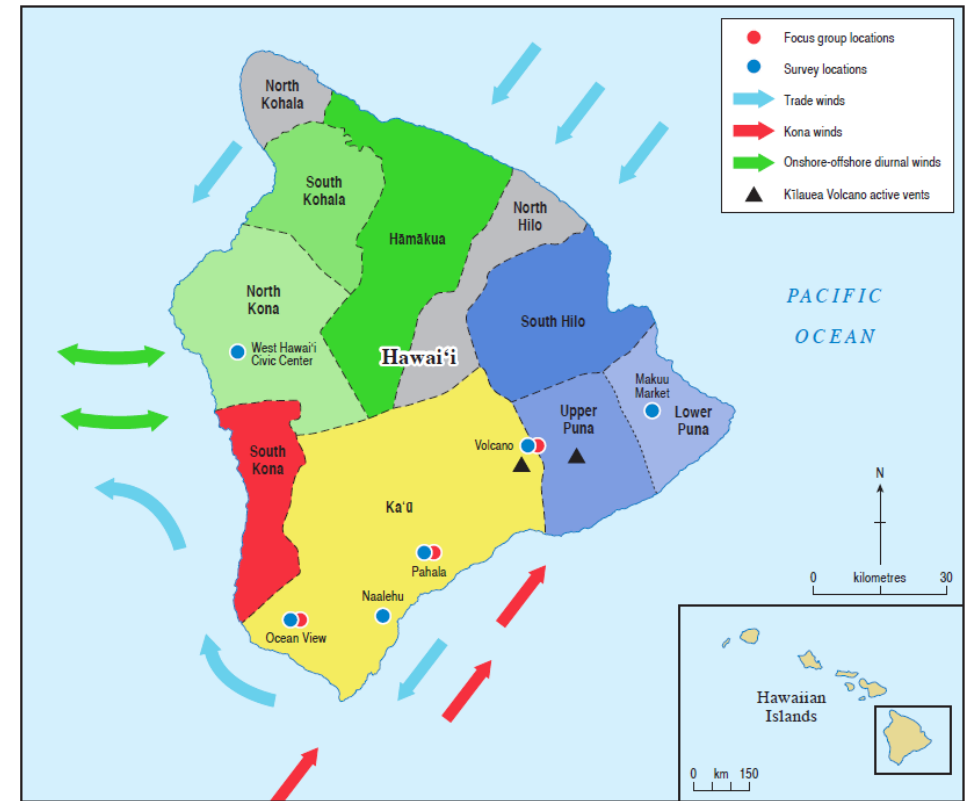 Focus group locations
Survey locations
Trade winds
Kona winds
Onshore-offshore diurnal winds
Kīlauea Volcano active vents
North
Kohala
South
Kohala
Hāmākua
North
Hilo
North
Kona
West Hawai‘i
Civic Center
Hawai‘i
South Hilo
PACIFIC
OCEAN
Makuu
Market
Lower
Puna
Upper
Puna
Volcano
South
Kona
Ka‘ū
Pahala
Naalehu
Ocean View
N
0 kilometres 30
Hawaiian
Islands
0 km 150